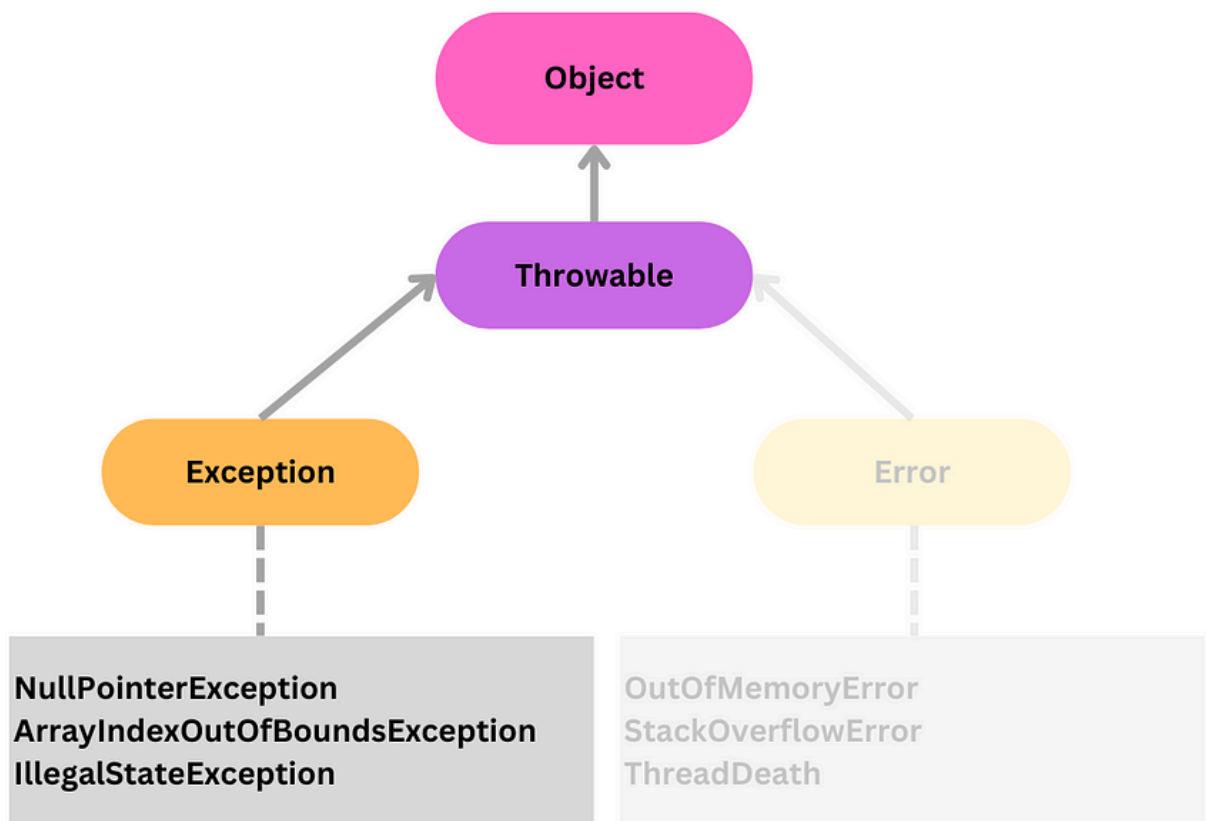 Object
Throwable
Exception
Error
NullPointerException
ArrayIndexOutOfBoundsException
IllegalStateException
OutOfMemoryError
StackOverflowError
ThreadDeath